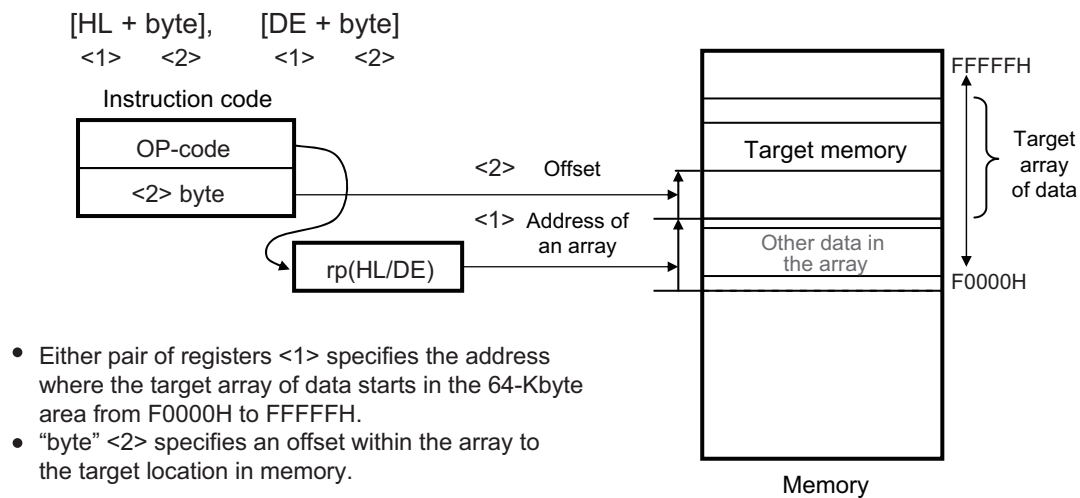 [HL + byte], [DE + byte]
<1> <2> <1> <2>
Instruction code
OP-code
<2> byte
<2> Offset
<1> Address of
an array
rp(HL/DE)
FFFFFH
Target memory
Target
array
of data
Other data in
the array
F0000H
Memory
• Either pair of registers <1> specifies the address
where the target array of data starts in the 64-Kbyte
area from F0000H to FFFFFH.
• “byte” <2> specifies an offset within the array to
the target location in memory.